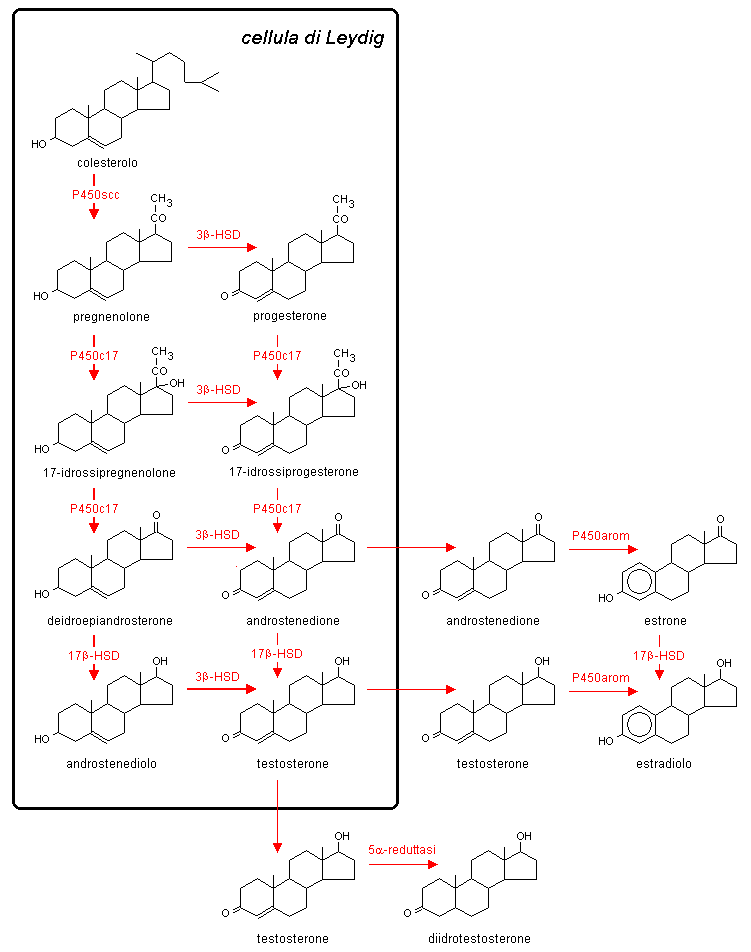 cellula di Leydig
HO
colesterolo
P450scc
CH3
CO
HO
pregnenolone
3β-HSD
CH3
CO
O
progesterone
P450c17
P450c17
CH3
CO
OH
HO
17-idrossipregnenolone
3β-HSD
CH3
CO
OH
O
17-idrossiprogesterone
P450c17
P450c17
O
HO
deidroepiandrosterone
3β-HSD
O
O
androstenedione
O
O
androstenedione
P450arom
O
HO
estrone
17β-HSD
17β-HSD
17β-HSD
OH
HO
androstenediolo
3β-HSD
OH
O
testosterone
OH
O
testosterone
P450arom
OH
HO
estradiolo
OH
O
testosterone
5α-reduttasi
OH
O
diidrotestosterone